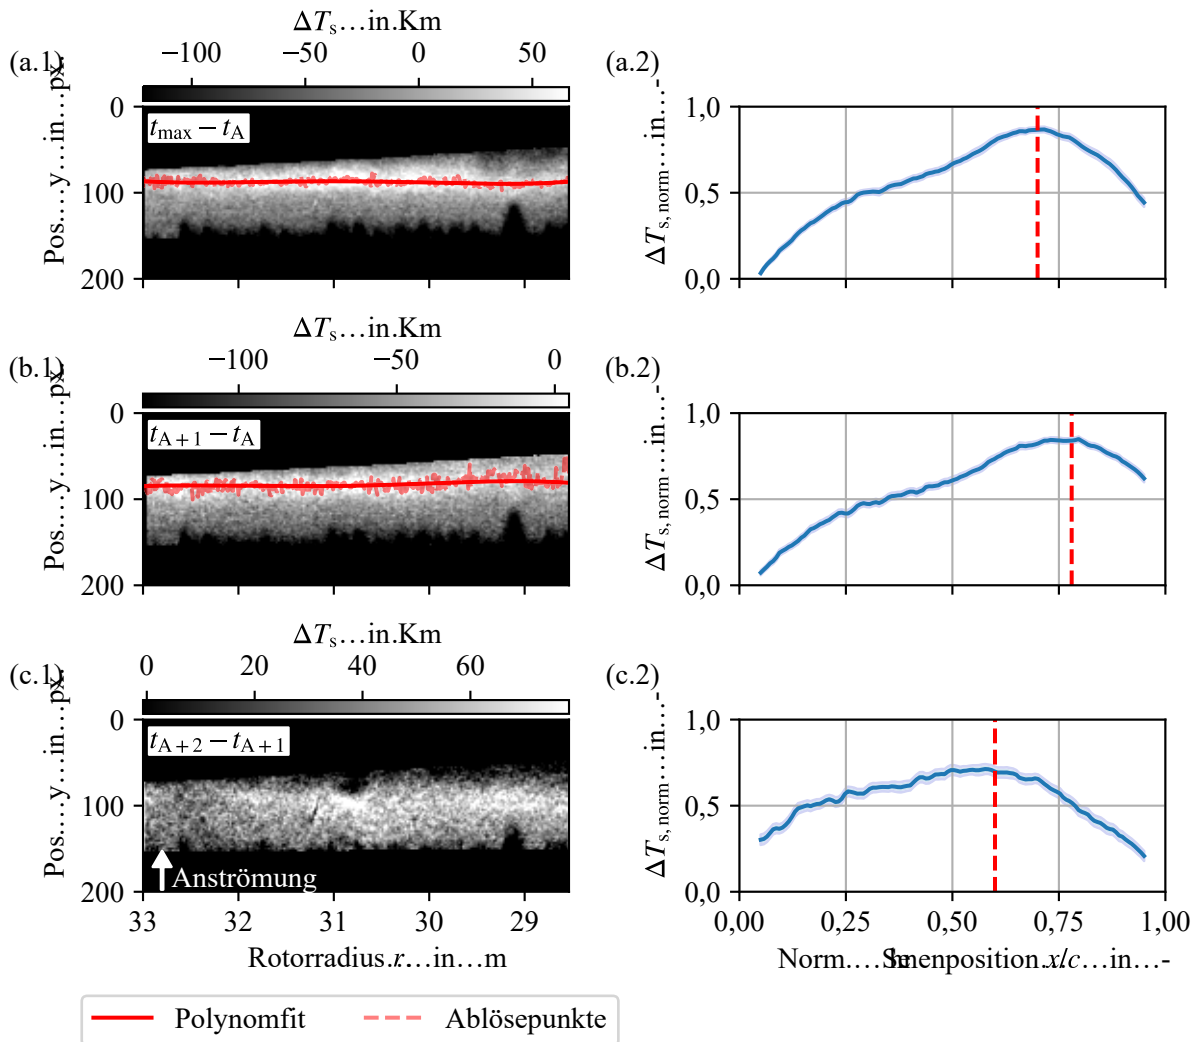 ΔTs…in.Km
−100 −50 0 50
(a.1)
Pos.…y…in…px.
0
100
200
tmax − tA
(a.2)
ΔTs, norm…in…-
1,0
0,5
0,0
ΔTs…in.Km
−100 −50 0
(b.1)
Pos.…y…in…px.
0
100
200
tA + 1 − tA
(b.2)
ΔTs, norm…in…-
1,0
0,5
0,0
ΔTs…in.Km
0 20 40 60
(c.1)
Pos.…y…in…px.
0
100
200
tA + 2 − tA + 1
Anströmung
33 32 31 30 29
Rotorradius.r…in…m
(c.2)
ΔTs, norm…in…-
1,0
0,5
0,0
0,00 0,25 0,50 0,75 1,00
Norm.…Sehnenposition.x/c…in…-
Polynomfit Ablösepunkte